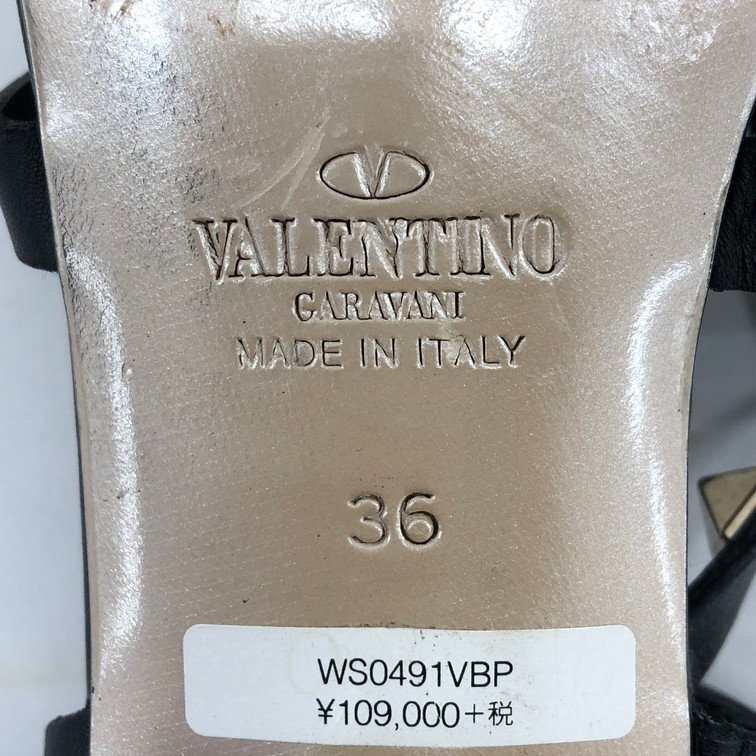 VALENTINO
GARAVANI
MADE IN ITALY
36
WS0491VBP
¥109,000+税